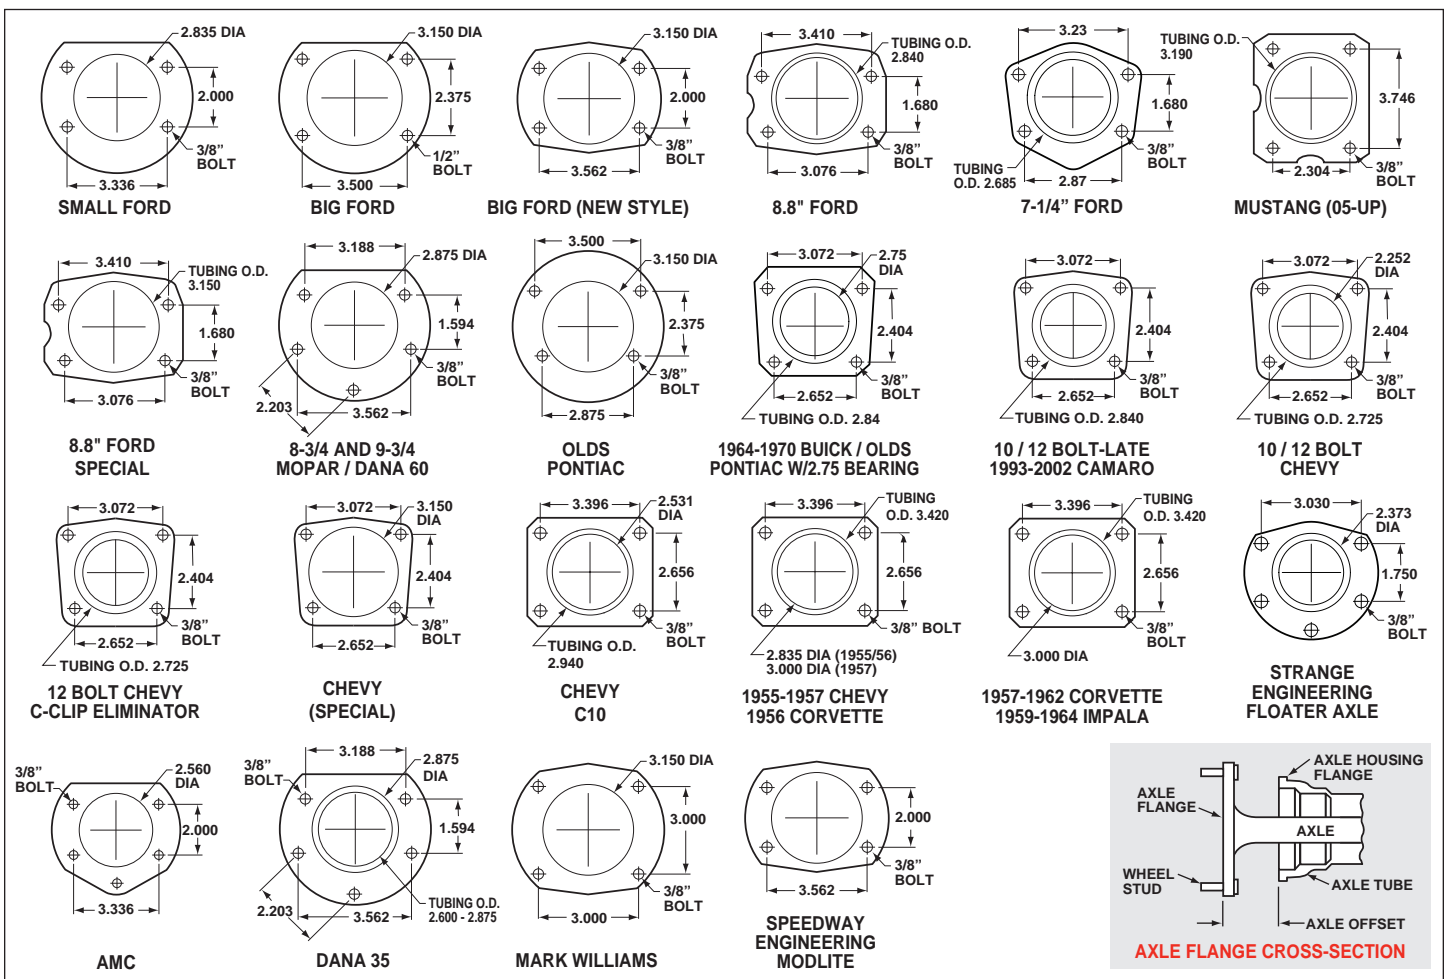 2.835 DIA
2.000
3/8”
BOLT
3.336
SMALL FORD
3.150 DIA
2.375
1/2”
BOLT
3.500
BIG FORD
3.150 DIA
2.000
3/8”
BOLT
3.562
BIG FORD (NEW STYLE)
3.410
TUBING O.D.
2.840
1.680
3/8”
BOLT
3.076
8.8" FORD
3.23
1.680
3/8”
BOLT
TUBING
O.D. 2.685
2.87
7-1/4” FORD
TUBING O.D.
3.190
3.746
2.304
3/8”
BOLT
MUSTANG (05-UP)
3.410
TUBING O.D.
3.150
1.680
3/8”
BOLT
3.076
8.8" FORD
SPECIAL
3.188
2.875 DIA
1.594
3/8”
BOLT
2.203
3.562
8-3/4 AND 9-3/4
MOPAR / DANA 60
3.500
3.150 DIA
2.375
3/8”
BOLT
2.875
OLDS
PONTIAC
3.072
2.75
DIA
2.404
3/8”
BOLT
2.652
TUBING O.D. 2.84
1964-1970 BUICK / OLDS
PONTIAC W/2.75 BEARING
3.072
2.404
3/8”
BOLT
2.652
TUBING O.D. 2.840
10 / 12 BOLT-LATE
1993-2002 CAMARO
3.072
2.252
DIA
2.404
3/8”
BOLT
2.652
TUBING O.D. 2.725
10 / 12 BOLT
CHEVY
3.072
2.404
3/8”
BOLT
2.652
TUBING O.D. 2.725
12 BOLT CHEVY
C-CLIP ELIMINATOR
3.072
3.150
DIA
2.404
3/8”
BOLT
2.652
CHEVY
(SPECIAL)
3.396
2.531
DIA
2.656
3/8”
BOLT
TUBING O.D.
2.940
CHEVY
C10
3.396
TUBING
O.D. 3.420
2.656
3/8” BOLT
2.835 DIA (1955/56)
3.000 DIA (1957)
1955-1957 CHEVY
1956 CORVETTE
3.396
TUBING
O.D. 3.420
2.656
3/8”
BOLT
3.000 DIA
1957-1962 CORVETTE
1959-1964 IMPALA
3.030
2.373
DIA
1.750
3/8”
BOLT
STRANGE
ENGINEERING
FLOATER AXLE
3/8”
BOLT
2.560
DIA
2.000
3.336
AMC
3/8”
BOLT
3.188
2.875
DIA
1.594
2.203
3.562
TUBING O.D.
2.600 - 2.875
DANA 35
3.150 DIA
3.000
3/8”
BOLT
3.000
MARK WILLIAMS
2.000
3/8”
BOLT
3.562
SPEEDWAY
ENGINEERING
MODLITE
AXLE HOUSING
FLANGE
AXLE
FLANGE
AXLE
WHEEL
STUD
AXLE TUBE
AXLE OFFSET
AXLE FLANGE CROSS-SECTION